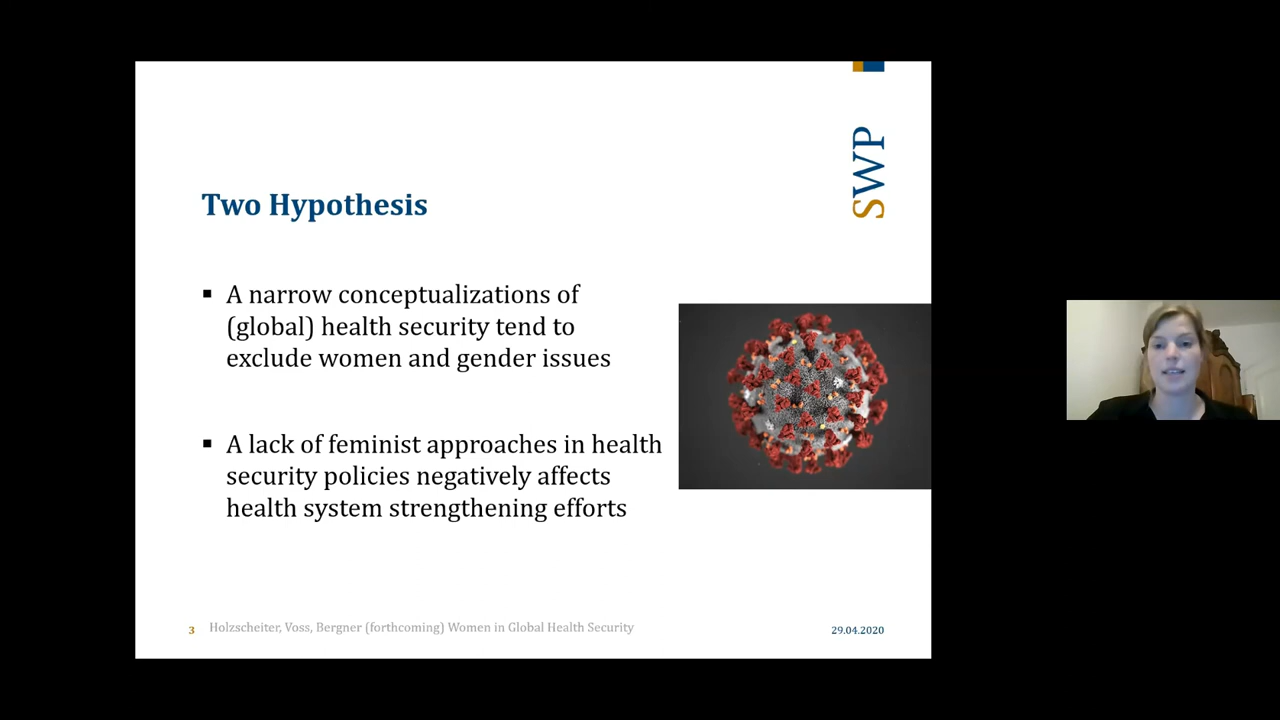 SWP
Two Hypothesis
▪ A narrow conceptualizations of
(global) health security tend to
exclude women and gender issues
▪ A lack of feminist approaches in health
security policies negatively affects
health system strengthening efforts
3 Holzscheiter, Voss, Bergner (forthcoming) Women in Global Health Security
29.04.2020